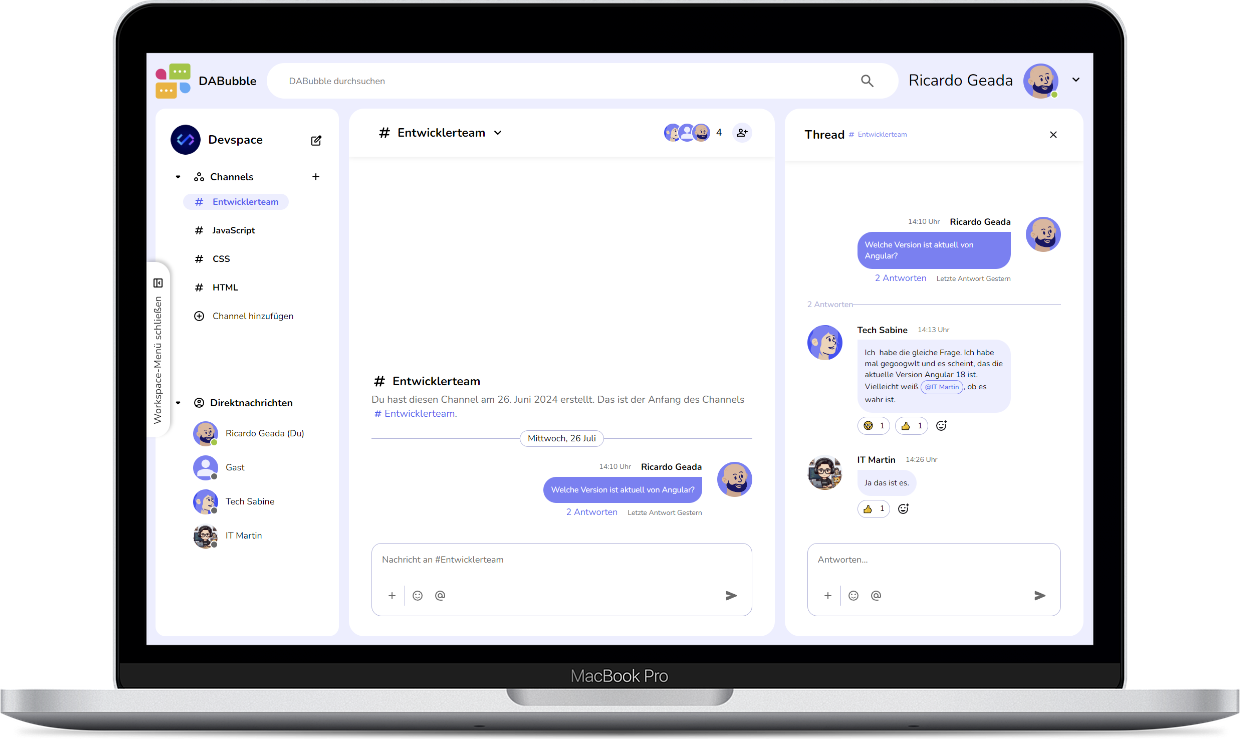 DABubble
DABubble durchsuchen
Ricardo Geada
Devspace
Channels
# Entwicklerteam
# JavaScript
# CSS
# HTML
Channel hinzufügen
Workspace-Menü schließen
Direktnachrichten
Ricardo Geada (Du)
Gast
Tech Sabine
IT Martin
# Entwicklerteam
4
# Entwicklerteam
Du hast diesen Channel am 26. Juni 2024 erstellt. Das ist der Anfang des Channels
# Entwicklerteam.
Mittwoch, 26 Juli
14:10 Uhr Ricardo Geada
Welche Version ist aktuell von Angular?
2 Antworten Letzte Antwort Gestern
Nachricht an #Entwicklerteam
+ @
Thread # Entwicklerteam
14:10 Uhr Ricardo Geada
Welche Version ist aktuell von
Angular?
2 Antworten Letzte Antwort Gestern
2 Antworten
Tech Sabine 14:13 Uhr
Ich habe die gleiche Frage. Ich habe
mal gegoogwlt und es scheint, das die
aktuelle Version Angular 18 ist.
Vielleicht weiß @IT Martin, ob es
wahr ist.
1 1
IT Martin 14:26 Uhr
Ja das ist es.
1
Antworten...
+ @
MacBook Pro